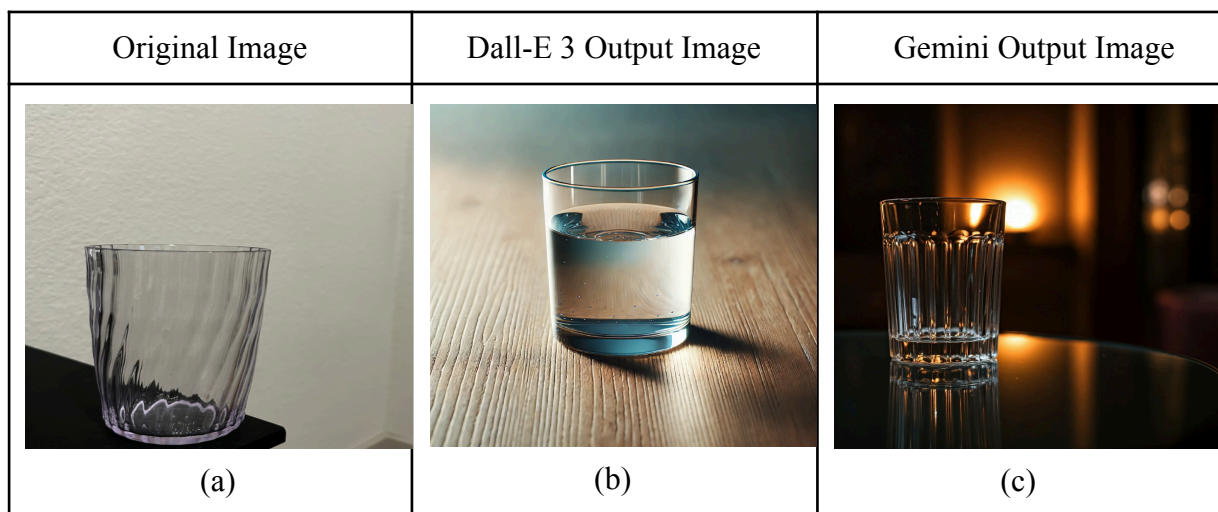 Original Image
Dall-E 3 Output Image
Gemini Output Image
(a)
(b)
(c)